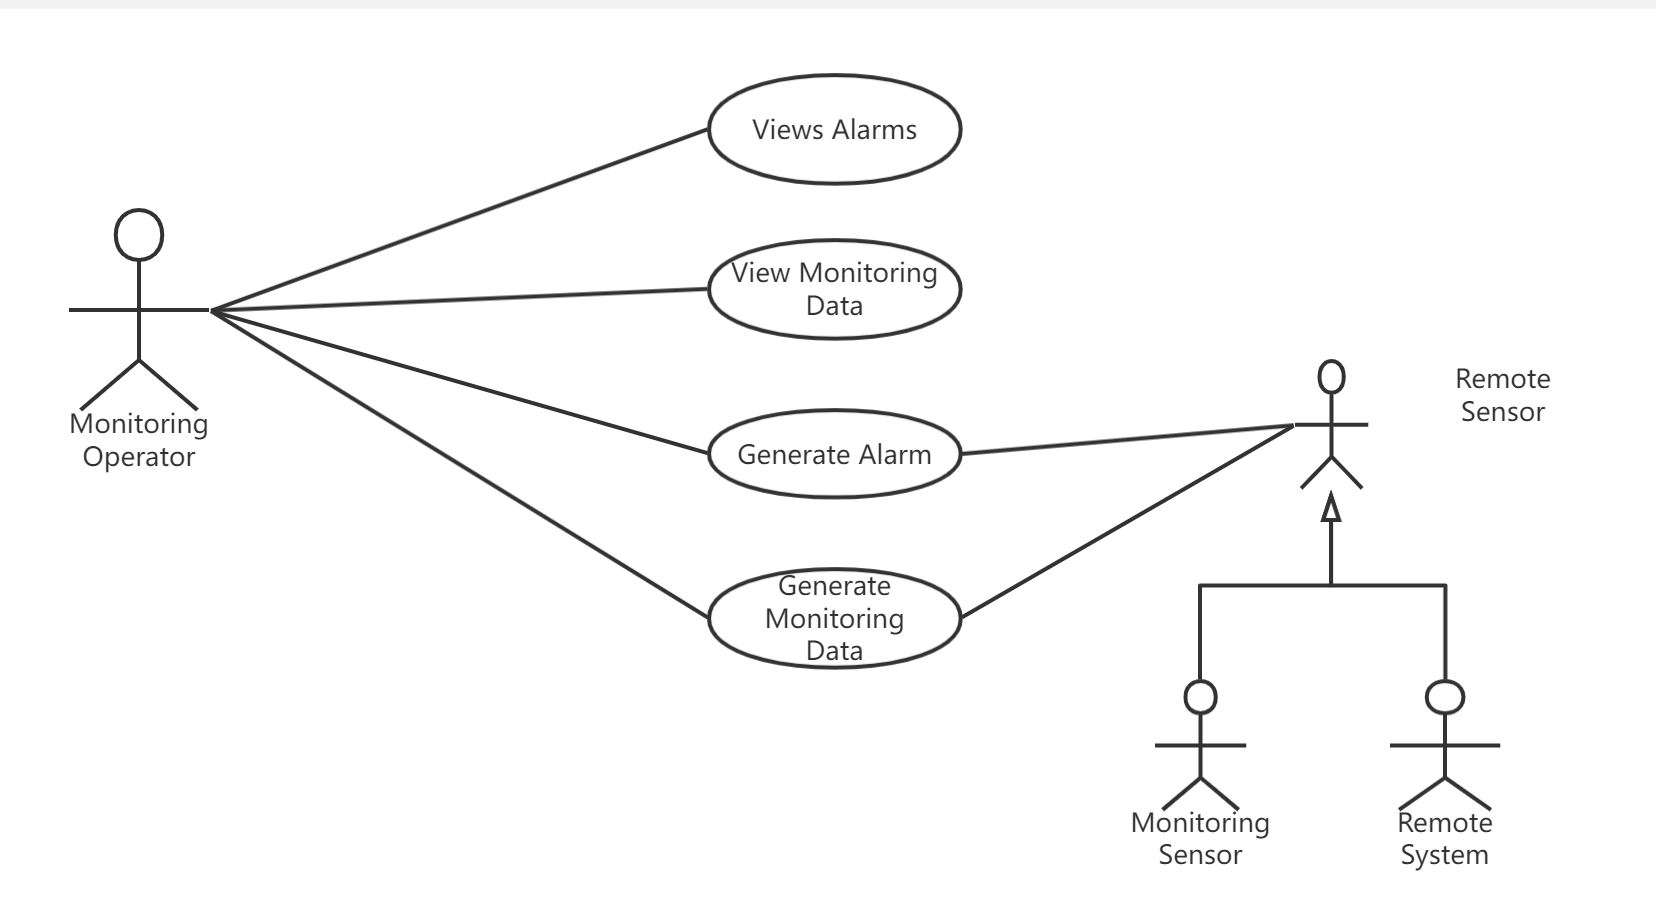 Views Alarms
View Monitoring
Data
Monitoring
Operator
Generate Alarm
Remote
Sensor
Generate
Monitoring
Data
Monitoring
Sensor
Remote
System